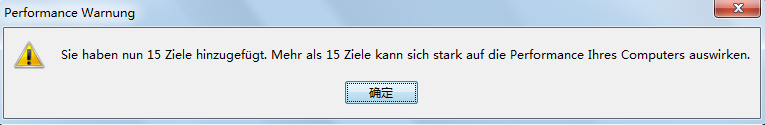 Performance Warnung
Sie haben nun 15 Ziele hinzugefügt. Mehr als 15 Ziele kann sich stark auf die Performance Ihres Computers auswirken.
确定